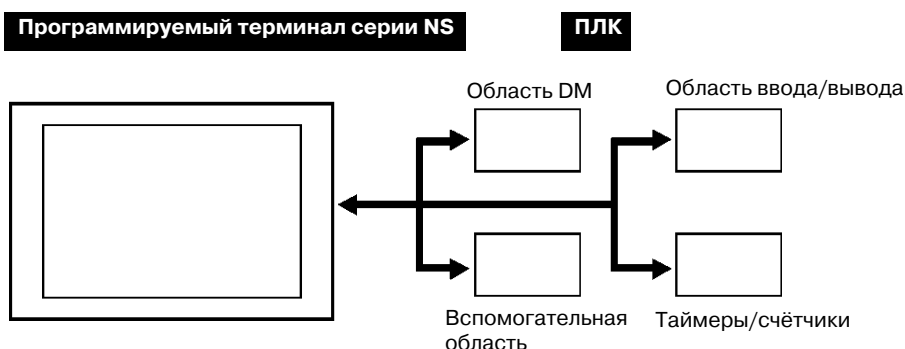 Программируемый терминал серии NS
ПЛК
Область DM
Область ввода/вывода
Вспомогательная
область
Таймеры/счётчики